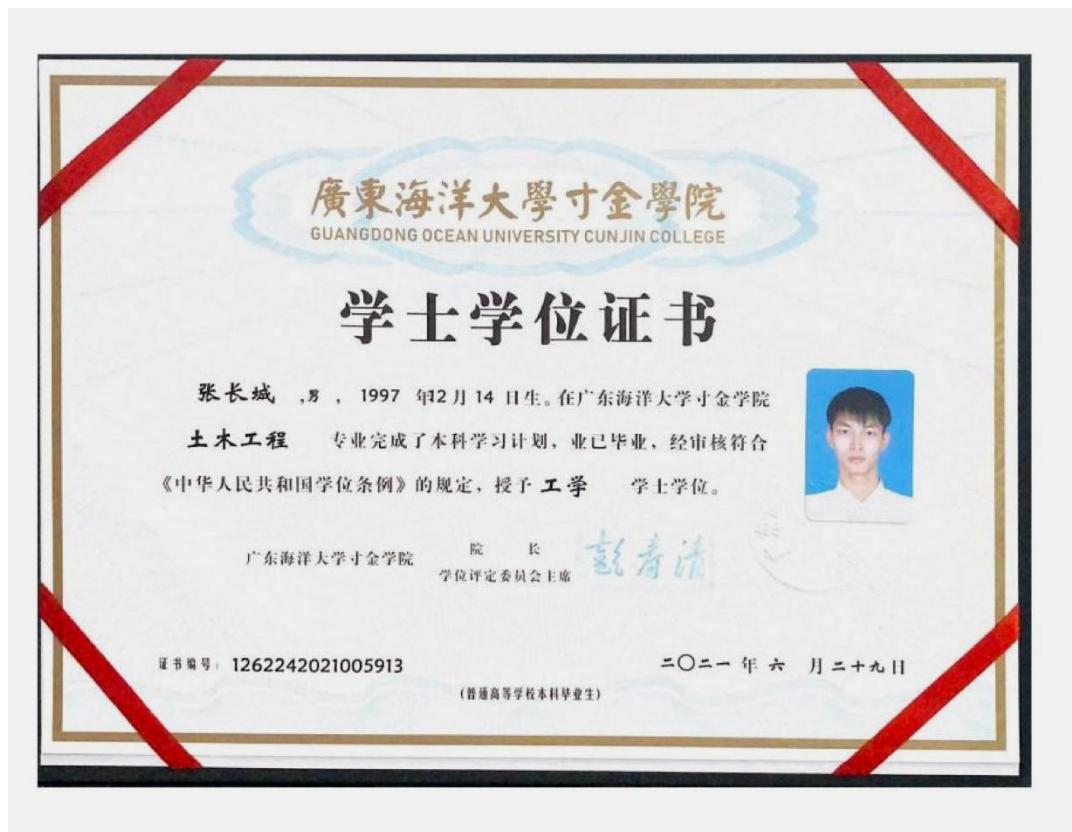 廣東海洋大學寸金學院
GUANGDONG OCEAN UNIVERSITY CUNJIN COLLEGE
学士学位证书
张长城 ,男, 1997 年12月 14 日生。在广东海洋大学寸金学院
土木工程 专业完成了本科学习计划，业已毕业，经审核符合
《中华人民共和国学位条例》的规定，授予 工学 学士学位。
广东海洋大学寸金学院
院 长
学位评定委员会主席
彭春清
证书编号：1262242021005913
二〇二一 年 六 月二十九日
(普通高等学校本科毕业生)